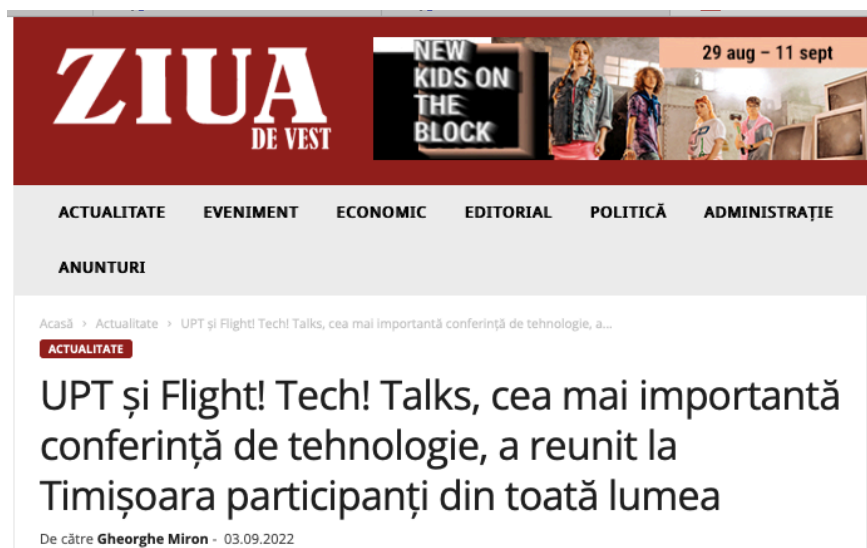 ZIUA
DE VEST
NEW
KIDS ON
THE
BLOCK
29 aug – 11 sept
ACTUALITATE EVENIMENT ECONOMIC EDITORIAL POLITICĂ ADMINISTRAȚIE
ANUNTURI
Acasă › Actualitate › UPT și Flight! Tech! Talks, cea mai importantă conferință de tehnologie, a...
ACTUALITATE
UPT și Flight! Tech! Talks, cea mai importantă
conferință de tehnologie, a reunit la
Timișoara participanți din toată lumea
De către Gheorghe Miron - 03.09.2022